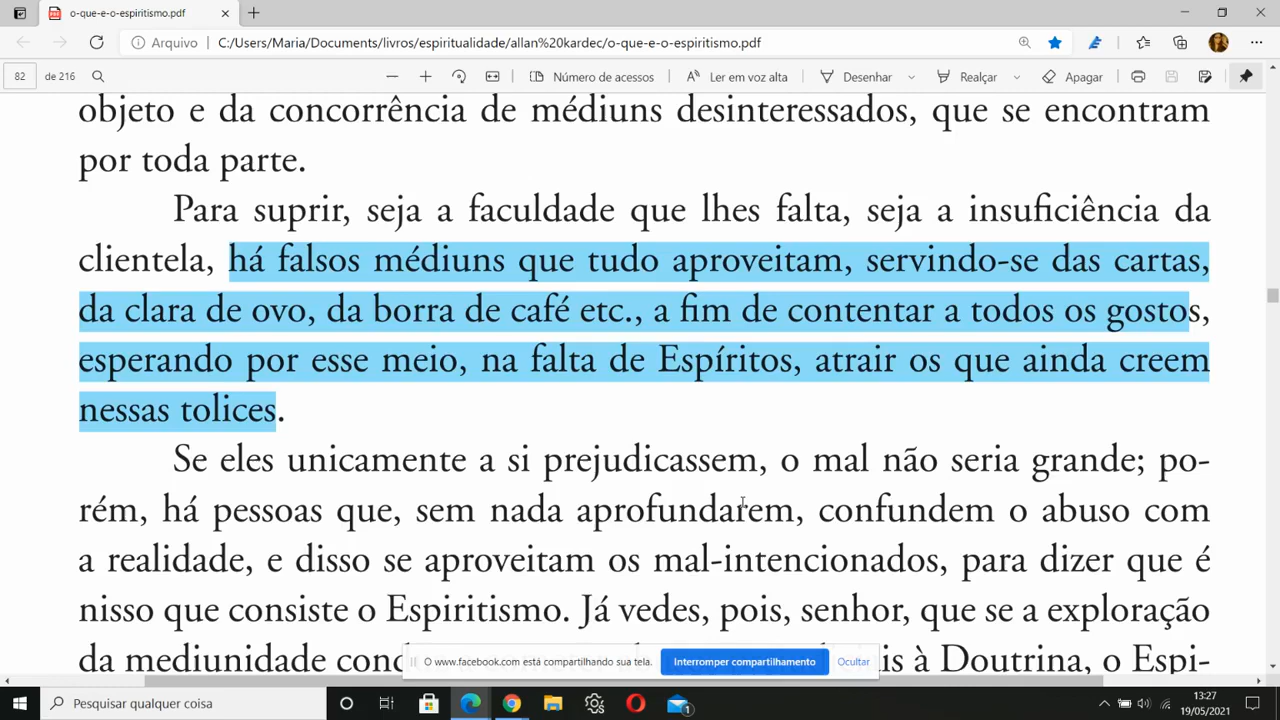 o-que-e-o-espiritismo.pdf
Arquivo C:/Users/Maria/Documents/livros/espiritualidade/allan%20kardec/o-que-e-o-espiritismo.pdf
82 de 216 Número de acessos Ler em voz alta Desenhar Realçar Apagar
objeto e da concorrência de médiuns desinteressados, que se encontram
por toda parte.
Para suprir, seja a faculdade que lhes falta, seja a insuficiência da
clientela, há falsos médiuns que tudo aproveitam, servindo-se das cartas,
da clara de ovo, da borra de café etc., a fim de contentar a todos os gostos,
esperando por esse meio, na falta de Espíritos, atrair os que ainda creem
nessas tolices.
Se eles unicamente a si prejudicassem, o mal não seria grande; po-
rém, há pessoas que, sem nada aprofundarem, confundem o abuso com
a realidade, e disso se aproveitam os mal-intencionados, para dizer que é
nisso que consiste o Espiritismo. Já vedes, pois, senhor, que se a exploração
da mediunidade cond is à Doutrina, o Espi-
O www.facebook.com está compartilhando sua tela. Interromper compartilhamento Ocultar
Pesquisar qualquer coisa
1
13:27
19/05/2021